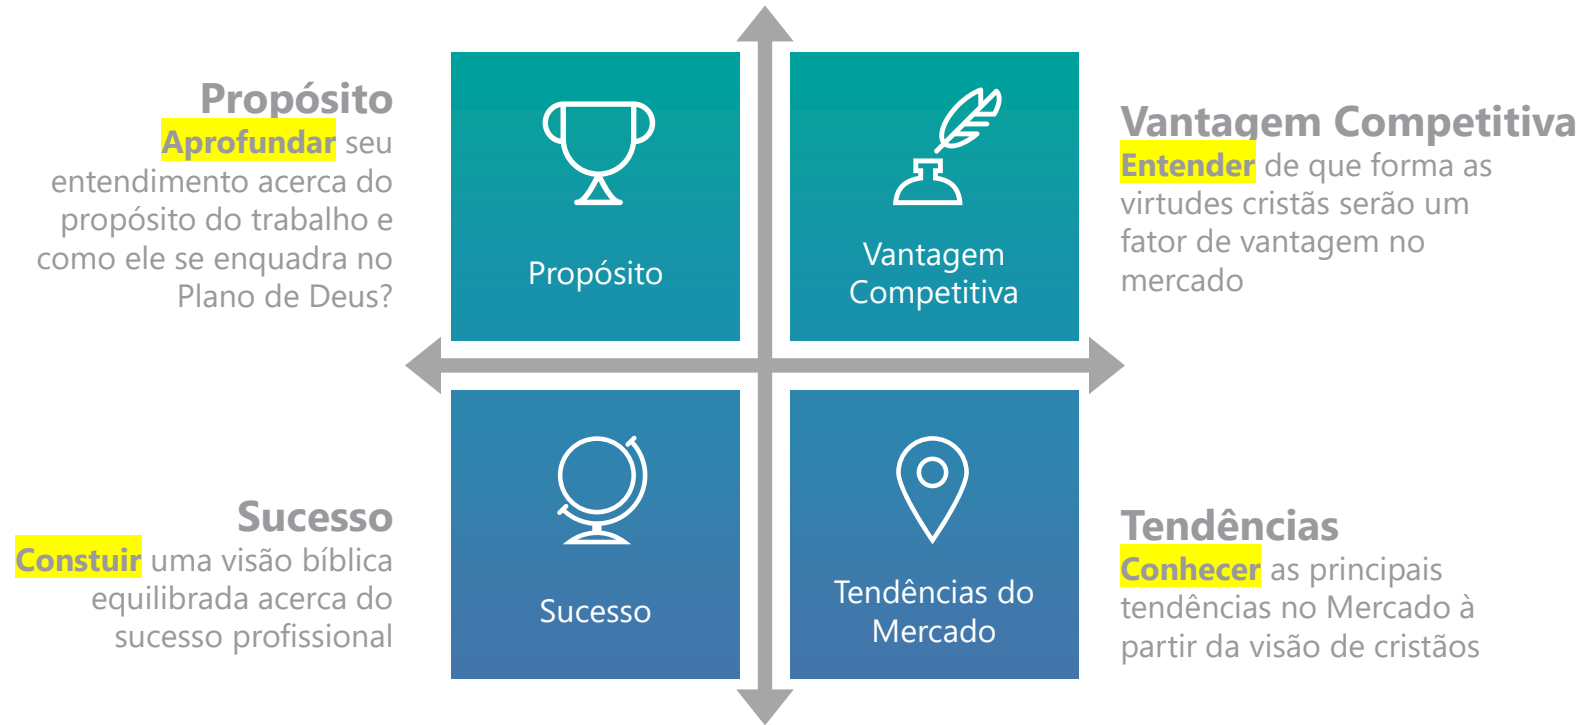 Propósito
Aprofundar seu
entendimento acerca do
propósito do trabalho e
como ele se enquadra no
Plano de Deus?
Propósito
Vantagem
Competitiva
Vantagem Competitiva
Entender de que forma as
virtudes cristãs serão um
fator de vantagem no
mercado
Sucesso
Constuir uma visão bíblica
equilibrada acerca do
sucesso profissional
Sucesso
Tendências do
Mercado
Tendências
Conhecer as principais
tendências no Mercado à
partir da visão de cristãos